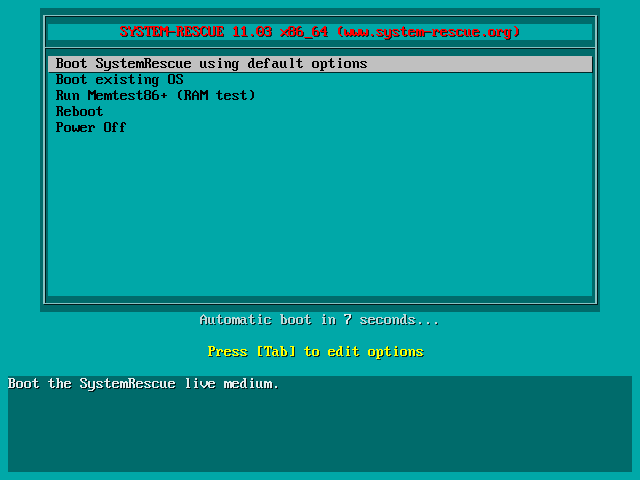 SYSTEM-RESCUE 11.03 x86_64 (www.system-rescue.org)
Boot SystemRescue using default options
Boot existing OS
Run Memtest86+ (RAM test)
Reboot
Power Off
Automatic boot in 7 seconds...
Press [Tab] to edit options
Boot the SystemRescue live medium.